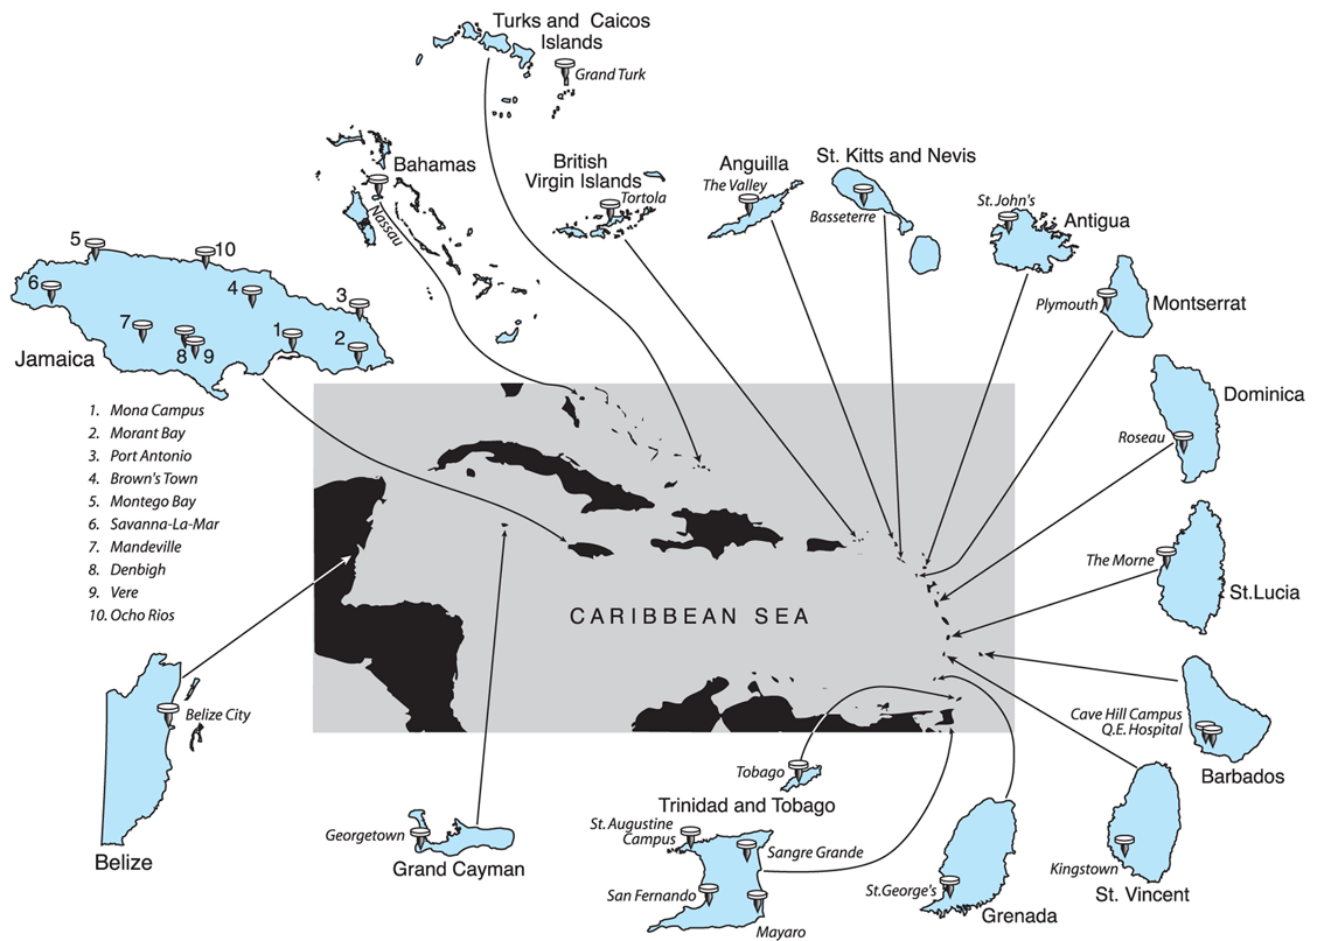 Turks and Caicos
Islands
Grand Turk
Bahamas
Nassau
British
Virgin Islands
Tortola
Anguilla
The Valley
St. Kitts and Nevis
Basseterre
St.John's
Antigua
Plymouth
Montserrat
Dominica
Roseau
The Morne
St.Lucia
Cave Hill Campus
Q.E. Hospital
Barbados
Kingstown
St. Vincent
St.George's
Grenada
Tobago
Trinidad and Tobago
St. Augustine
Campus
Sangre Grande
San Fernando
Mayaro
Georgetown
Grand Cayman
Belize City
Belize
CARIBBEAN SEA
5
10
6
4
3
7
1
2
8
9
Jamaica
1. Mona Campus
2. Morant Bay
3. Port Antonio
4. Brown's Town
5. Montego Bay
6. Savanna-La-Mar
7. Mandeville
8. Denbigh
9. Vere
10. Ocho Rios